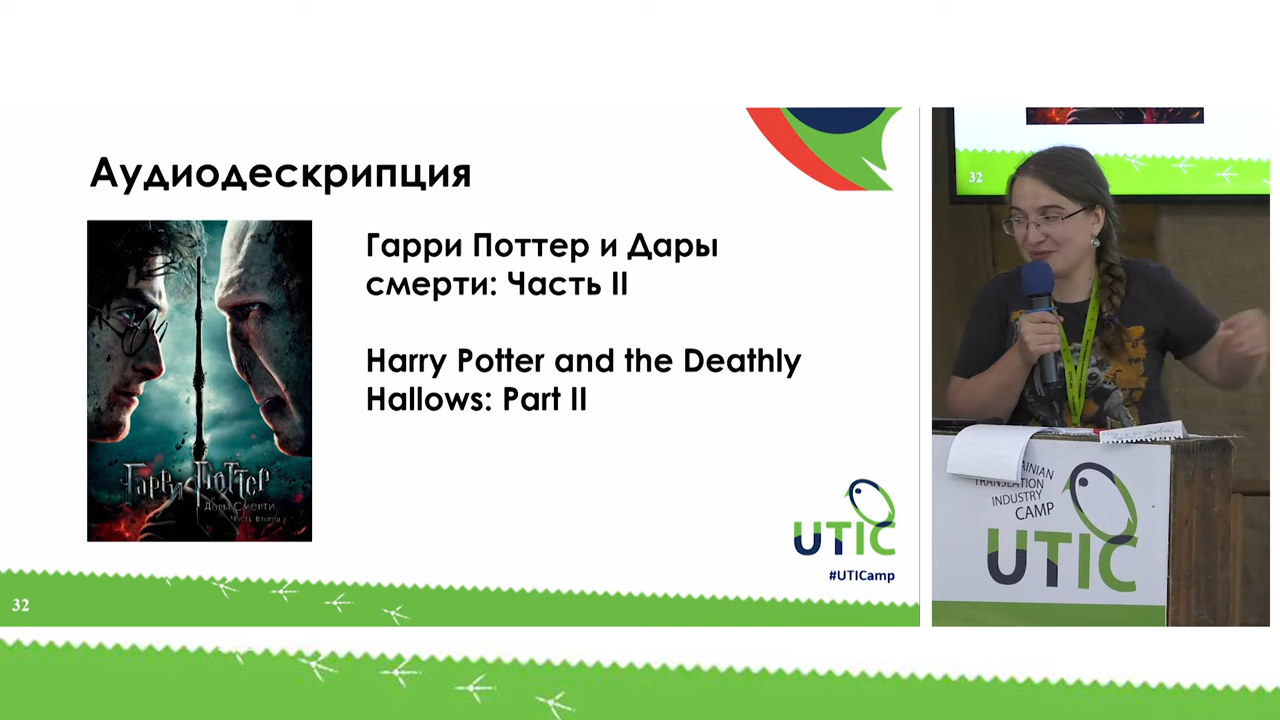 Аудиодескрипция
Гарри Поттер и Дары
смерти: Часть II
Harry Potter and the Deathly
Hallows: Part II
Гарри Поттер
Дары Смерти
Часть Вторая
UTIC
#UTICamp
32
32
AINIAN
TRANSLATION
INDUSTRY
CAMP
UTIC